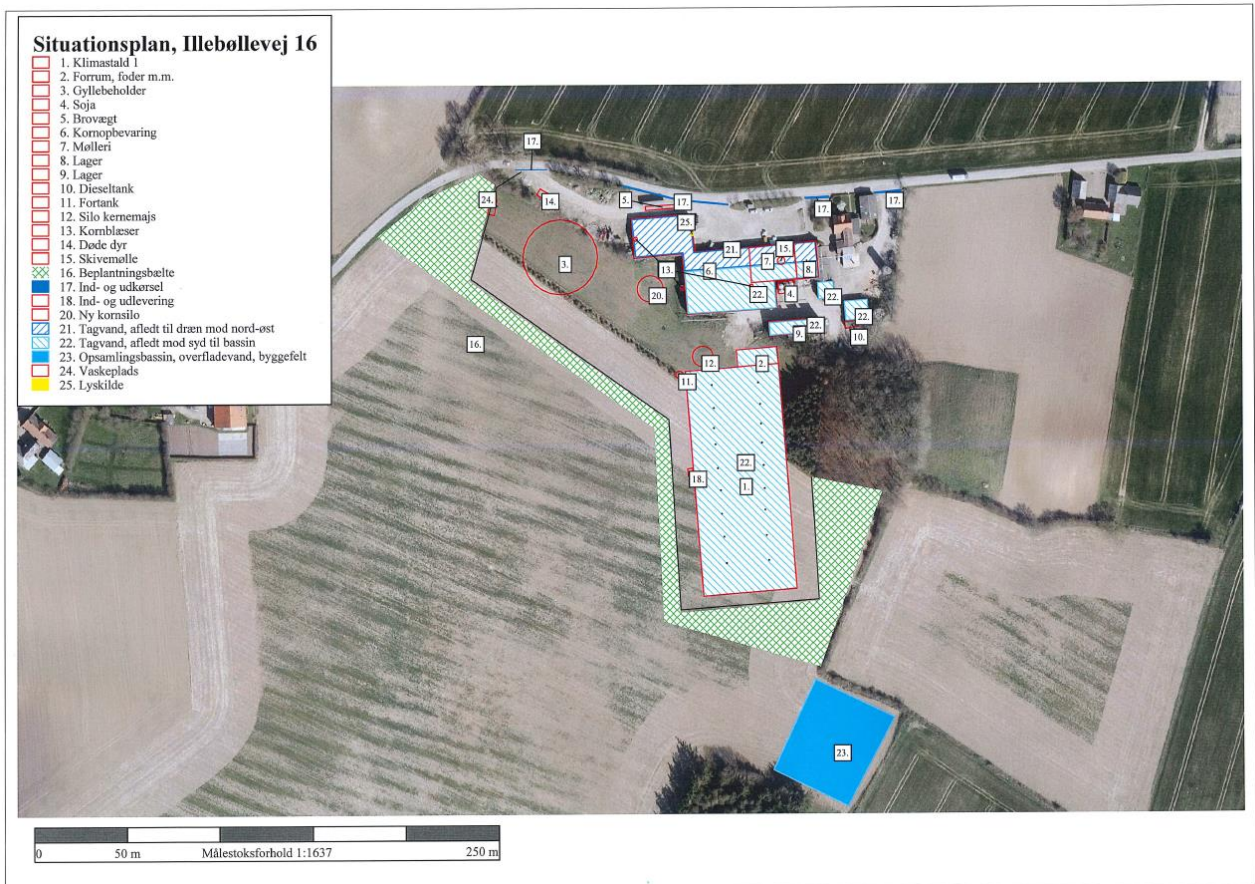 Situationsplan, Illebøllevej 16
1. Klimastald 1
2. Forrum, foder m.m.
3. Gyllebeholder
4. Soja
5. Brovægt
6. Kornopbevaring
7. Mølleri
8. Lager
9. Lager
10. Dieseltank
11. Fortank
12. Silo kernemajs
13. Kornblæser
14. Døde dyr
15. Skivemølle
16. Beplantningsbælte
17. Ind- og udkørsel
18. Ind- og udlevering
20. Ny kornsilo
21. Tagvand, afledt til dræn mod nord-øst
22. Tagvand, afledt mod syd til bassin
23. Opsamlingsbassin, overfladevand, byggefelt
24. Vaskeplads
25. Lyskilde
17.
24.
14.
5.
17.
17.
17.
25.
21.
15.
3.
13.
6.
7.
8.
20.
22.
4.
22.
22.
9.
22.
10.
16.
12.
2.
11.
22.
18.
1.
23.
0
50 m
Målestoksforhold 1:1637
250 m